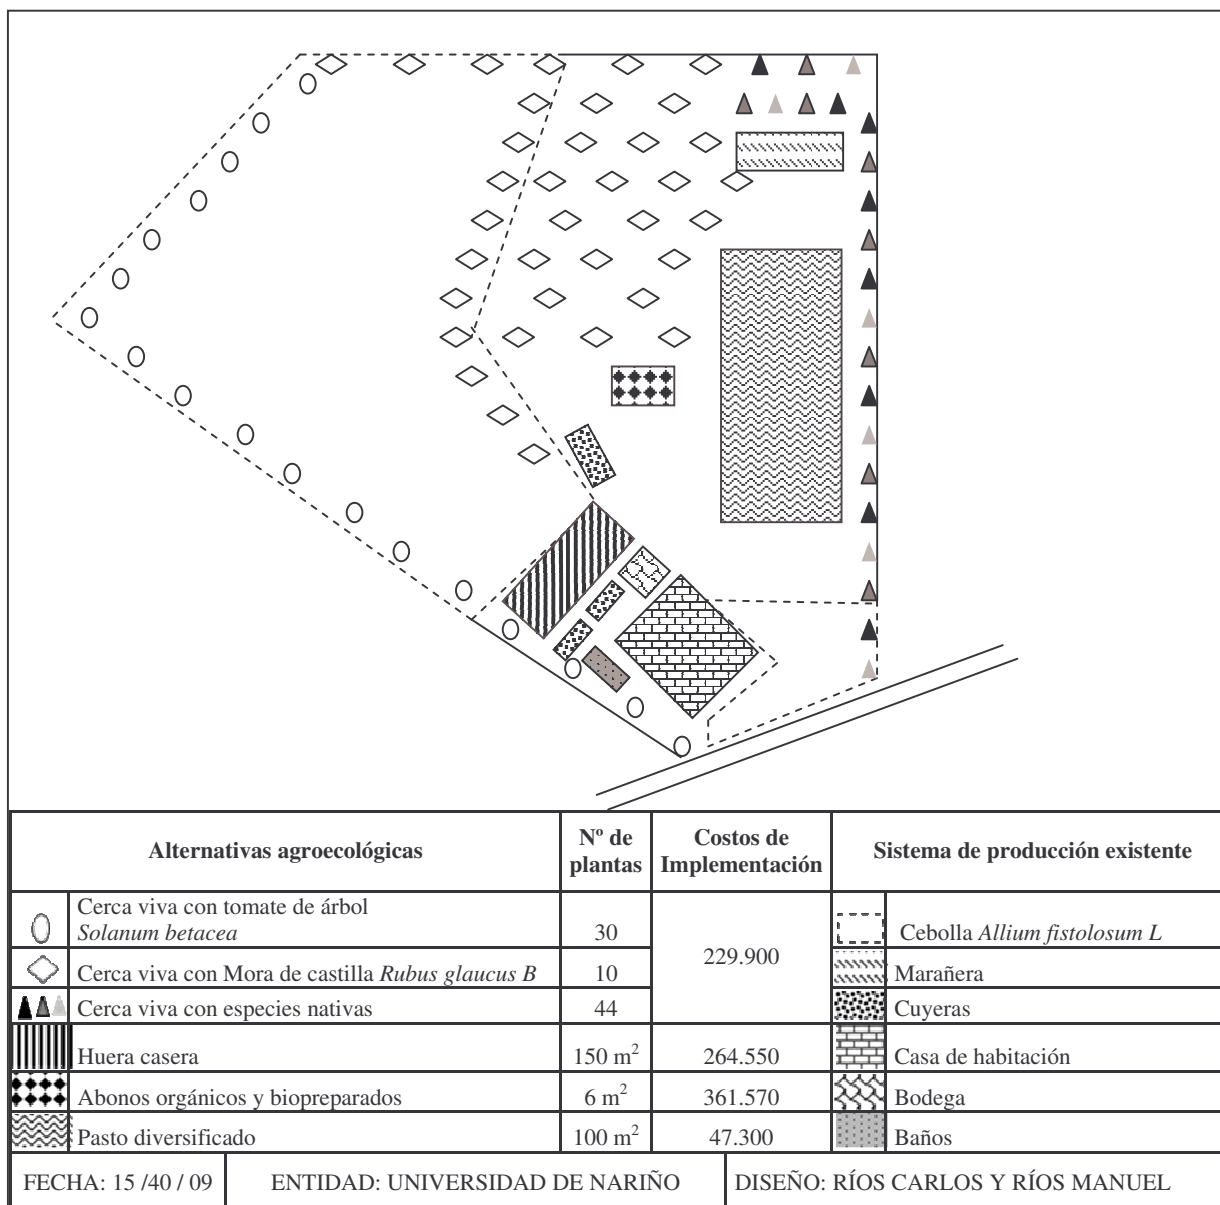 Alternativas agroecológicas
Nº de
plantas
Costos de
Implementación
Sistema de producción existente
Cerca viva con tomate de árbol
Solanum betacea
30
229.900
Cebolla Allium fistolosum L
Cerca viva con Mora de castilla Rubus glaucus B
10
Marañera
Cerca viva con especies nativas
44
Cuyeras
Huera casera
150 m²
264.550
Casa de habitación
Abonos orgánicos y biopreparados
6 m²
361.570
Bodega
Pasto diversificado
100 m²
47.300
Baños
FECHA: 15 /40 / 09
ENTIDAD: UNIVERSIDAD DE NARIÑO
DISEÑO: RÍOS CARLOS Y RÍOS MANUEL